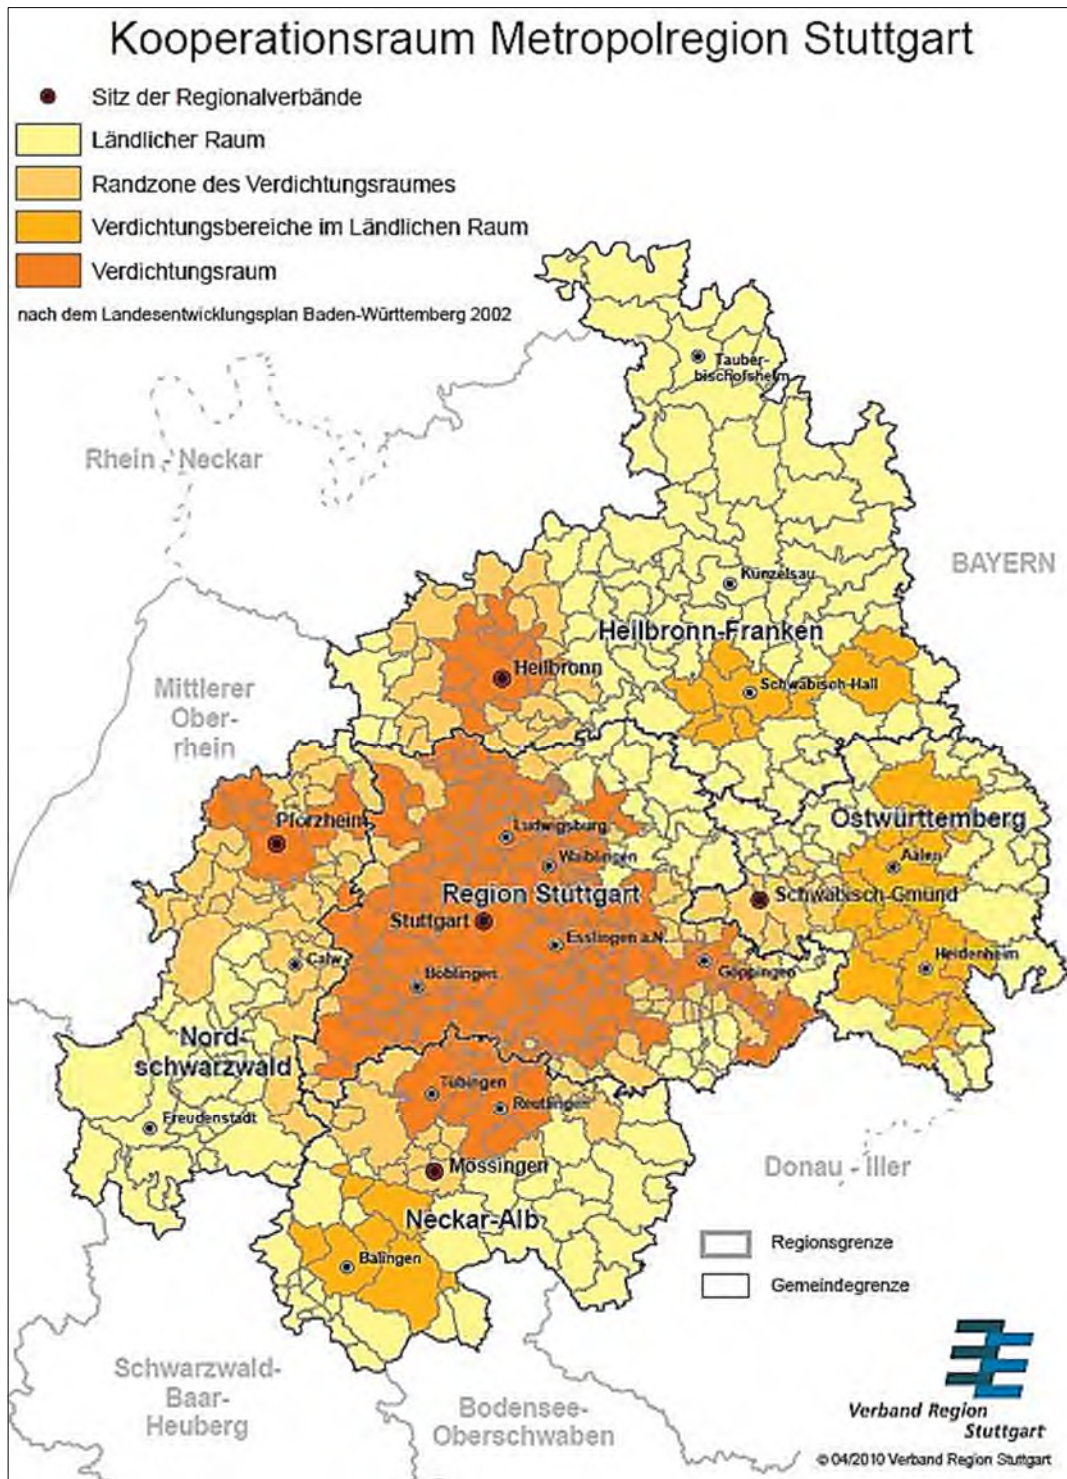 Kooperationsraum Metropolregion Stuttgart
Sitz der Regionalverbände
Ländlicher Raum
Randzone des Verdichtungsraumes
Verdichtungsbereiche im Ländlichen Raum
Verdichtungsraum
nach dem Landesentwicklungsplan Baden-Württemberg 2002
Tauber-
bischofsheim
Rhein - Neckar
BAYERN
Künzelsau
Heilbronn-Franken
Heilbronn
Schwäbisch-Hall
Mittlerer
Ober-
rhein
Pforzheim
Ludwigsburg
Ostwürttemberg
Waiblingen
Aalen
Region Stuttgart
Schwäbisch-Gmünd
Stuttgart
Esslingen a.N.
Calw
Böblingen
Göppingen
Heidenheim
Nord-
schwarzwald
Tübingen
Reutlingen
Freudenstadt
Mössingen
Donau - Iller
Neckar-Alb
Balingen
Regionsgrenze
Gemeindegrenze
Schwarzwald-
Baar-
Heuberg
Bodensee-
Oberschwaben
Verband Region
Stuttgart
© 04/2010 Verband Region Stuttgart